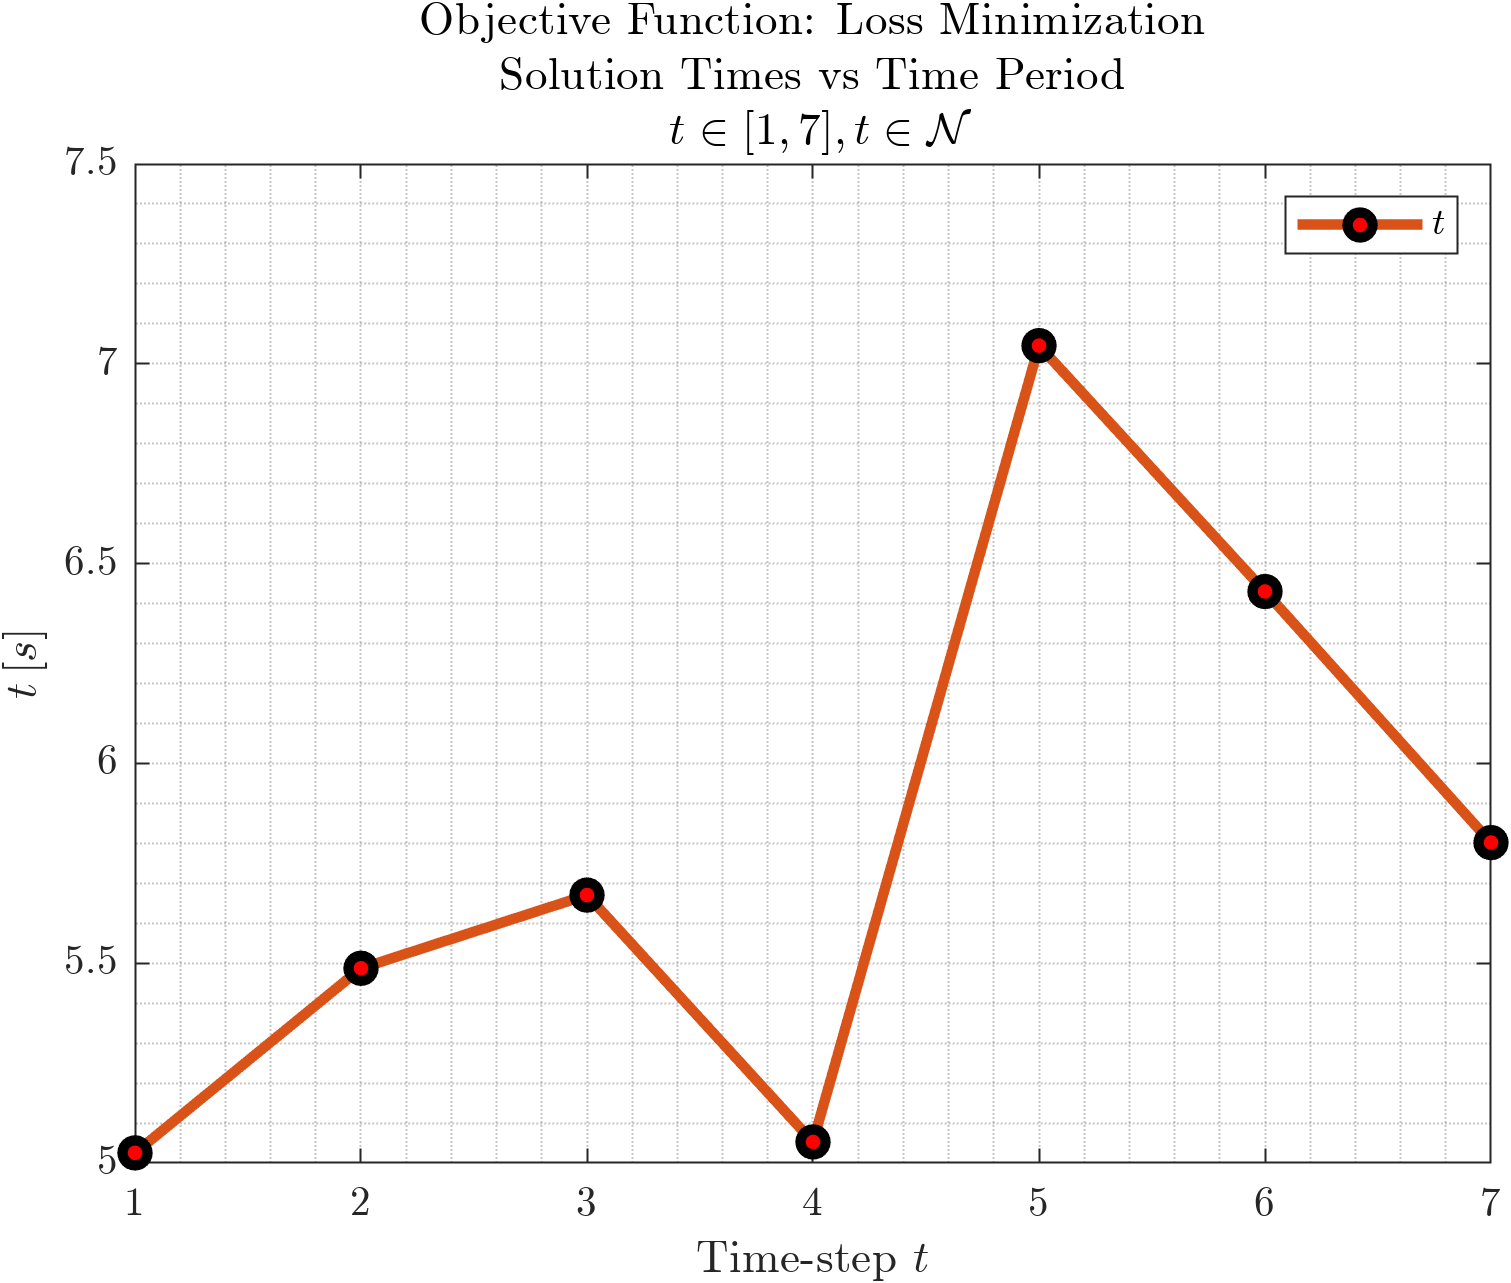 Objective Function: Loss Minimization
Solution Times vs Time Period
t ∈ [1, 7], t ∈ 𝒩
7.5
7
6.5
6
5.5
5
t [s]
t
1 2 3 4 5 6 7
Time-step t